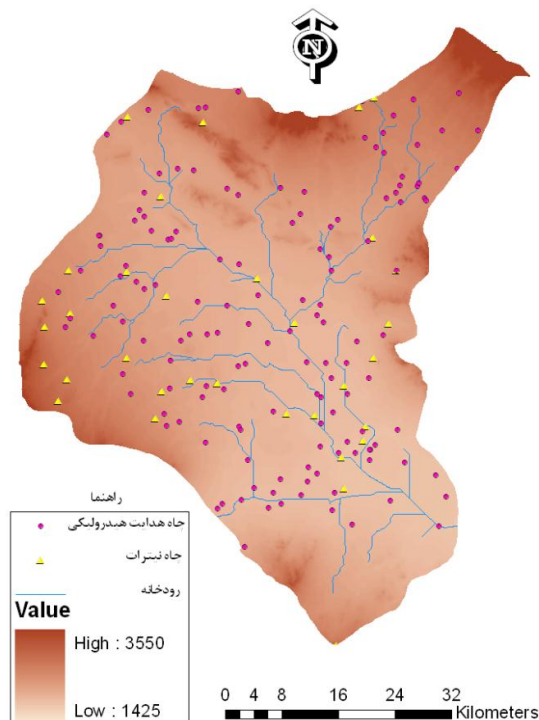 N
راهنما
چاه هدایت هیدرولیکی
چاه نیترات
رودخانه
Value
High : 3550
Low : 1425
0 4 8 16 24 32
Kilometers